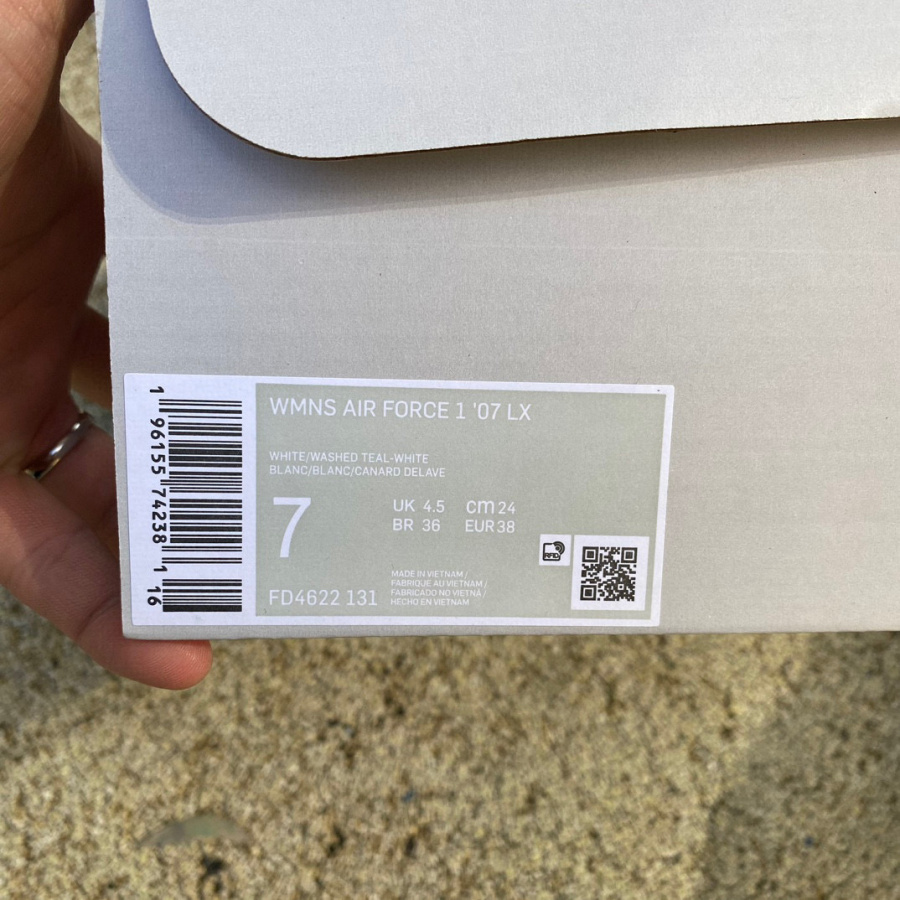 WMNS AIR FORCE 1 '07 LX
WHITE/WASHED TEAL-WHITE
BLANC/BLANC/CANARD DELAVE
7
UK 4.5 cm 24
BR 36 EUR 38
RFID
MADE IN VIETNAM /
FABRIQUE AU VIETNAM /
FABRICADO NO VIETNÃ /
HECHO EN VIETNAM
FD4622 131
1 96155 74238 1 16